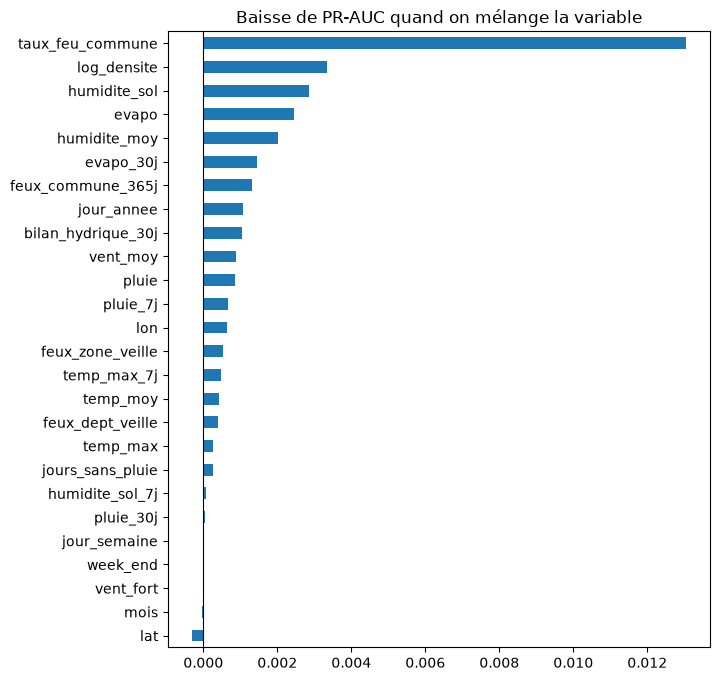 Baisse de PR-AUC quand on mélange la variable
taux_feu_commune
log_densite
humidite_sol
evapo
humidite_moy
evapo_30j
feux_commune_365j
jour_annee
bilan_hydrique_30j
vent_moy
pluie
pluie_7j
lon
feux_zone_veille
temp_max_7j
temp_moy
feux_dept_veille
temp_max
jours_sans_pluie
humidite_sol_7j
pluie_30j
jour_semaine
week_end
vent_fort
mois
lat
0.000 0.002 0.004 0.006 0.008 0.010 0.012